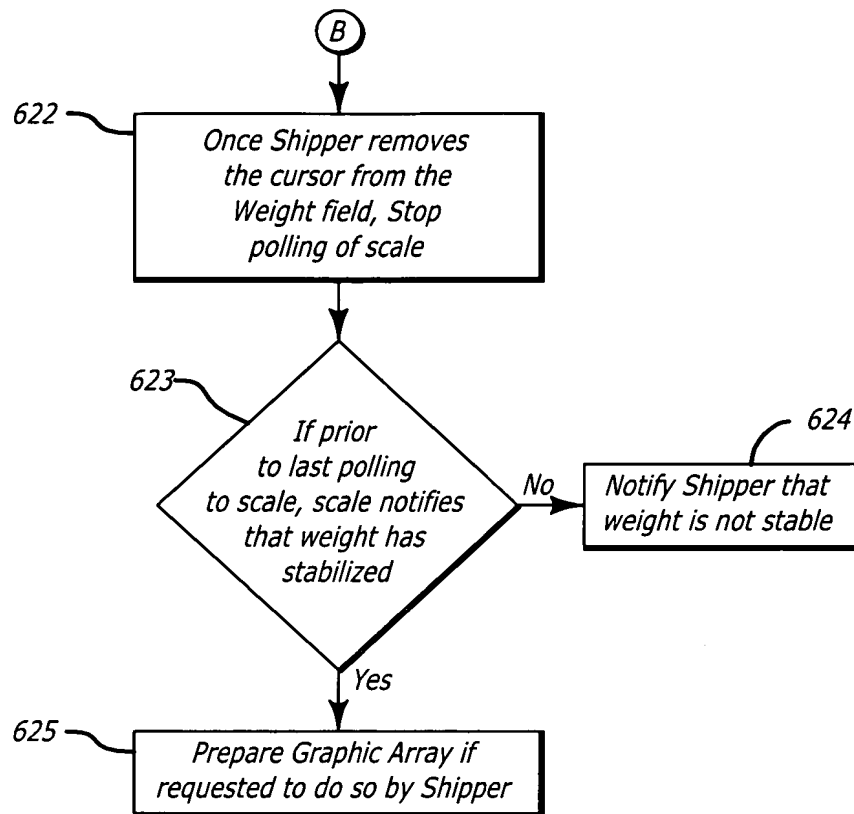 B
622
Once Shipper removes
the cursor from the
Weight field, Stop
polling of scale
623
If prior
to last polling
to scale, scale notifies
that weight has
stabilized
No
624
Notify Shipper that
weight is not stable
Yes
625
Prepare Graphic Array if
requested to do so by Shipper